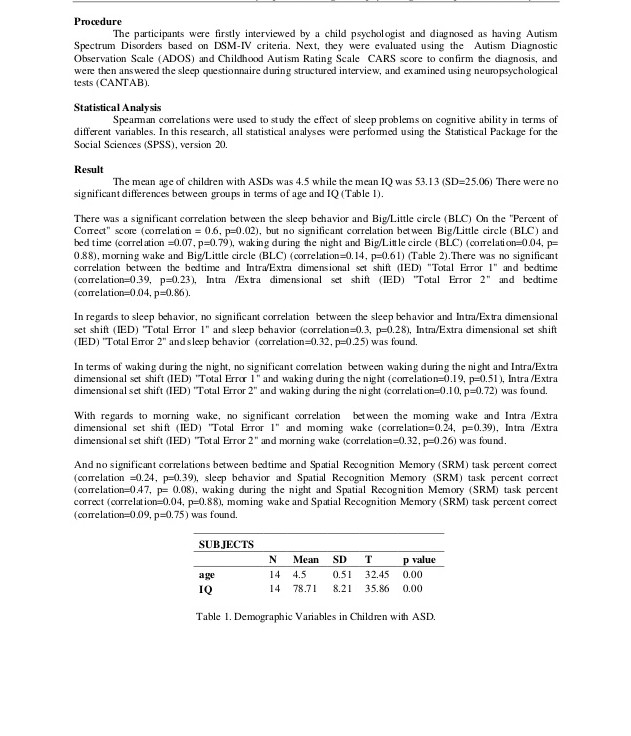 Procedure
The participants were firstly interviewed by a child psychologist and diagnosed as having Autism
Spectrum Disorders based on DSM-IV criteria. Next, they were evaluated using the Autism Diagnostic
Observation Scale (ADOS) and Childhood Autism Rating Scale CARS score to confirm the diagnosis, and
were then answered the sleep questionnaire during structured interview, and examined using neuropsychological
tests (CANTAB).
Statistical Analysis
Spearman correlations were used to study the effect of sleep problems on cognitive ability in terms of
different variables. In this research, all statistical analyses were performed using the Statistical Package for the
Social Sciences (SPSS), version 20.
Result
The mean age of children with ASDs was 4.5 while the mean IQ was 53.13 (SD=25.06) There were no
significant differences between groups in terms of age and IQ (Table 1).
There was a significant correlation between the sleep behavior and Big/Little circle (BLC) On the "Percent of
Correct" score (correlation = 0.6, p=0.02), but no significant correlation between Big/Little circle (BLC) and
bed time (correlation =0.07, p=0.79), waking during the night and Big/Little circle (BLC) (correlation=0.04, p=
0.88), morning wake and Big/Little circle (BLC) (correlation=0.14, p=0.61) (Table 2).There was no significant
correlation between the bedtime and Intra/Extra dimensional set shift (IED) "Total Error 1" and bedtime
(correlation=0.39, p=0.23), Intra /Extra dimensional set shift (IED) "Total Error 2" and bedtime
(correlation=0.04, p=0.86).
In regards to sleep behavior, no significant correlation between the sleep behavior and Intra/Extra dimensional
set shift (IED) "Total Error 1" and sleep behavior (correlation=0.3, p=0.28), Intra/Extra dimensional set shift
(IED) "Total Error 2" and sleep behavior (correlation=0.32, p=0.25) was found.
In terms of waking during the night, no significant correlation between waking during the night and Intra/Extra
dimensional set shift (IED) "Total Error 1" and waking during the night (correlation=0.19, p=0.51), Intra /Extra
dimensional set shift (IED) "Total Error 2" and waking during the night (correlation=0.10, p=0.72) was found.
With regards to morning wake, no significant correlation between the morning wake and Intra /Extra
dimensional set shift (IED) "Total Error 1" and morning wake (correlation=0.24, p=0.39), Intra /Extra
dimensional set shift (IED) "Total Error 2" and morning wake (correlation=0.32, p=0.26) was found.
And no significant correlations between bedtime and Spatial Recognition Memory (SRM) task percent correct
(correlation =0.24, p=0.39), sleep behavior and Spatial Recognition Memory (SRM) task percent correct
(correlation=0.47, p= 0.08), waking during the night and Spatial Recognition Memory (SRM) task percent
correct (correlation=0.04, p=0.88), morning wake and Spatial Recognition Memory (SRM) task percent correct
(correlation=0.09, p=0.75) was found.
SUBJECTS
N Mean SD T p value
age 14 4.5 0.51 32.45 0.00
IQ 14 78.71 8.21 35.86 0.00
Table 1. Demographic Variables in Children with ASD.